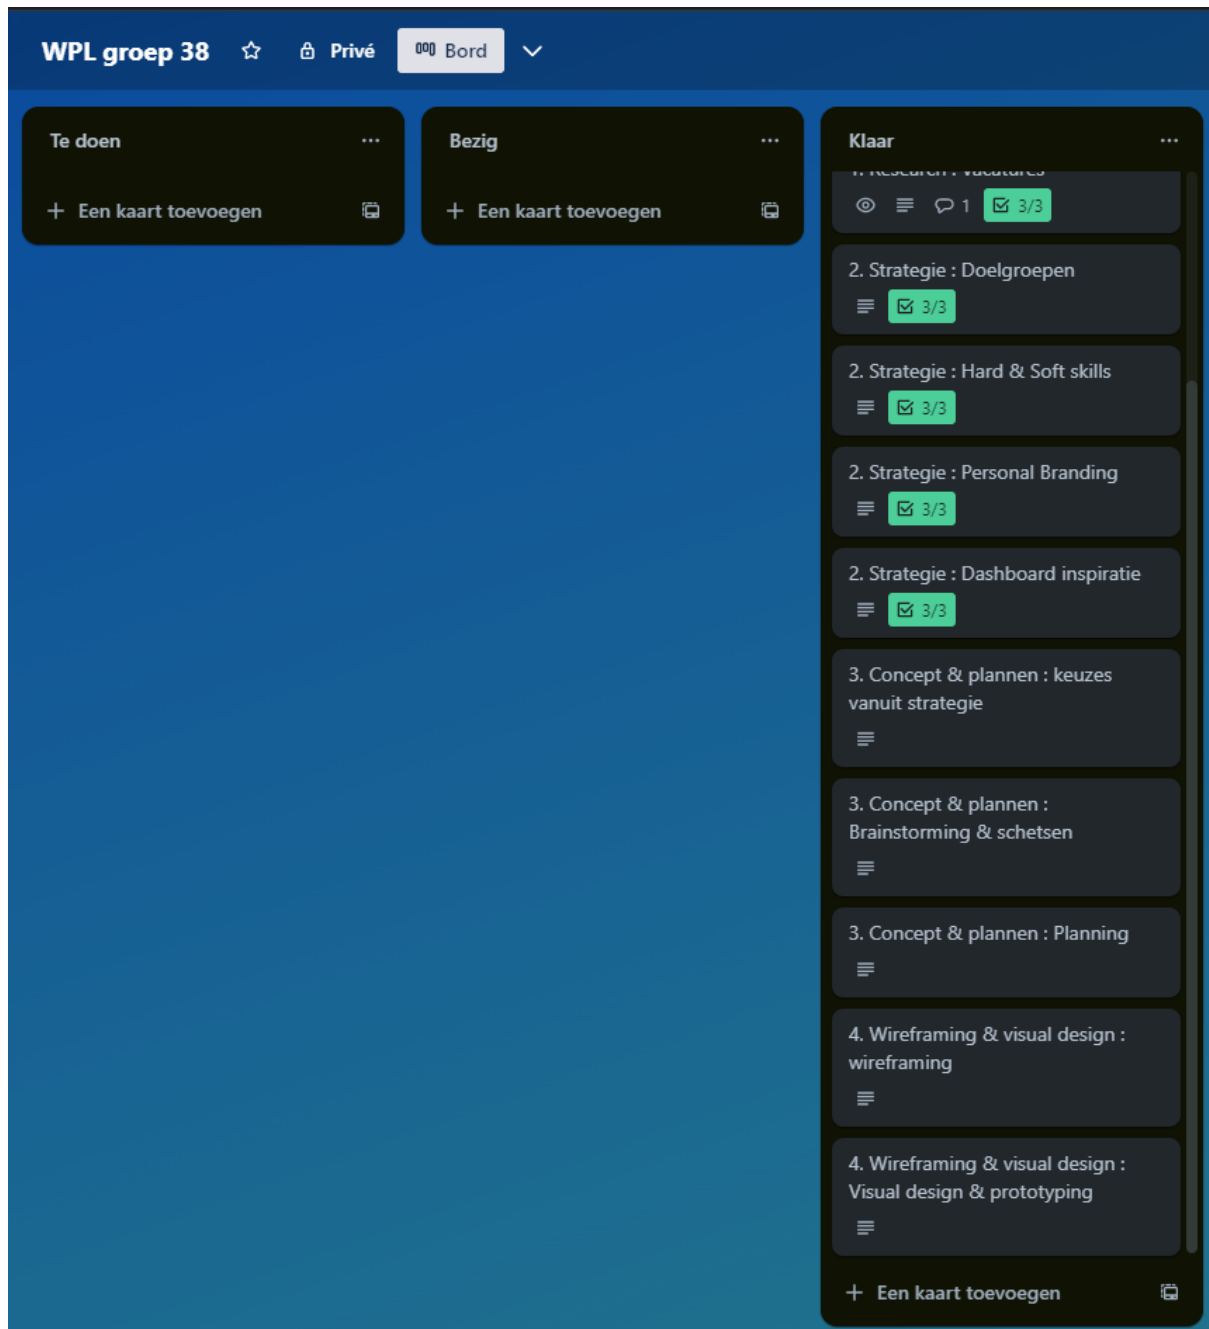 WPL groep 38 Privé Bord
Te doen
Een kaart toevoegen
Bezig
Een kaart toevoegen
Klaar
1. Research : Vacatures
1 3/3
2. Strategie : Doelgroepen
3/3
2. Strategie : Hard & Soft skills
3/3
2. Strategie : Personal Branding
3/3
2. Strategie : Dashboard inspiratie
3/3
3. Concept & plannen : keuzes
vanuit strategie
3. Concept & plannen :
Brainstorming & schetsen
3. Concept & plannen : Planning
4. Wireframing & visual design :
wireframing
4. Wireframing & visual design :
Visual design & prototyping
Een kaart toevoegen